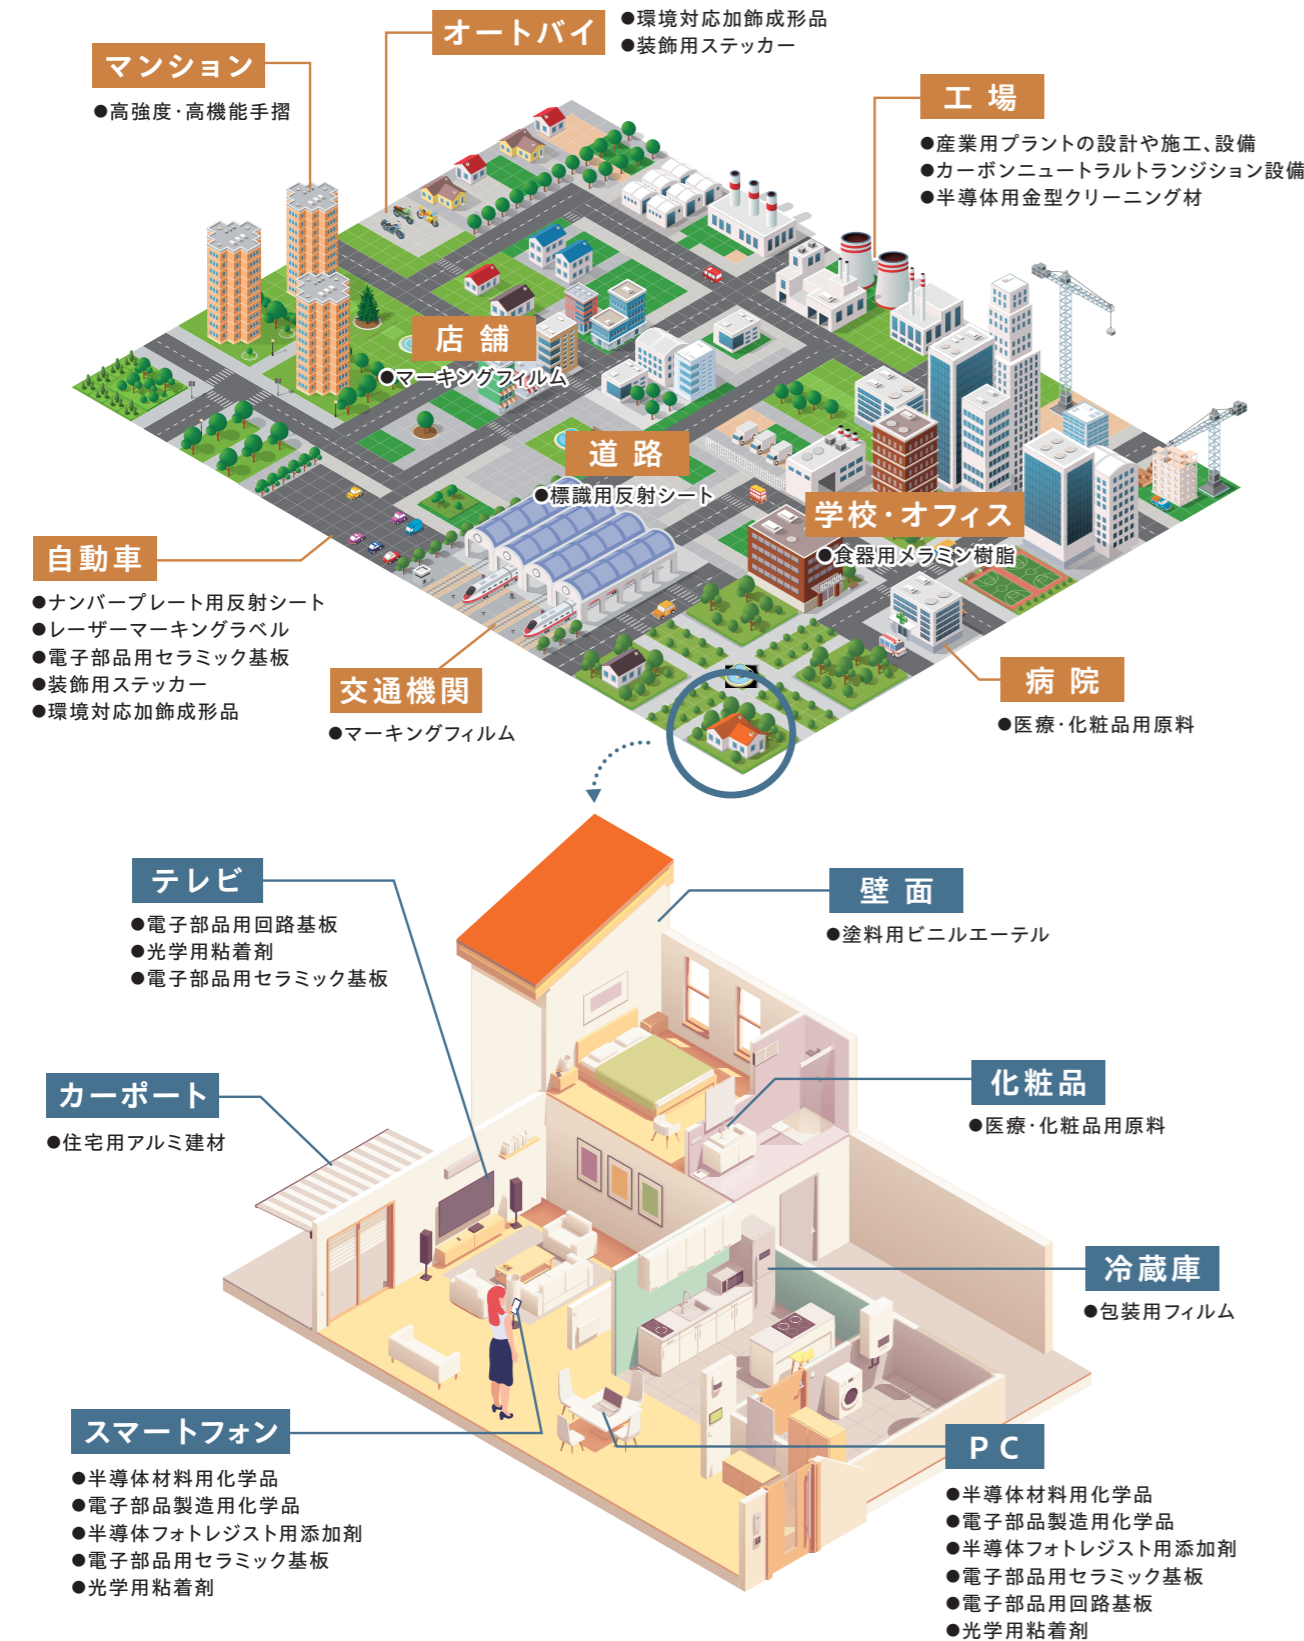 オートバイ
●環境対応加飾成形品
●装飾用ステッカー
マンション
●高強度・高機能手摺
工場
●産業用プラントの設計や施工、設備
●カーボンニュートラルトランジション設備
●半導体用金型クリーニング材
店舗
●マーキングフィルム
道路
●標識用反射シート
学校・オフィス
●食器用メラミン樹脂
SCHOOL
自動車
●ナンバープレート用反射シート
●レーザーマーキングラベル
●電子部品用セラミック基板
●装飾用ステッカー
●環境対応加飾成形品
交通機関
●マーキングフィルム
病院
●医療・化粧品用原料
テレビ
●電子部品用回路基板
●光学用粘着剤
●電子部品用セラミック基板
壁面
●塗料用ビニルエーテル
カーポート
●住宅用アルミ建材
化粧品
●医療・化粧品用原料
冷蔵庫
●包装用フィルム
スマートフォン
●半導体材料用化学品
●電子部品製造用化学品
●半導体フォトレジスト用添加剤
●電子部品用セラミック基板
●光学用粘着剤
PC
●半導体材料用化学品
●電子部品製造用化学品
●半導体フォトレジスト用添加剤
●電子部品用セラミック基板
●電子部品用回路基板
●光学用粘着剤